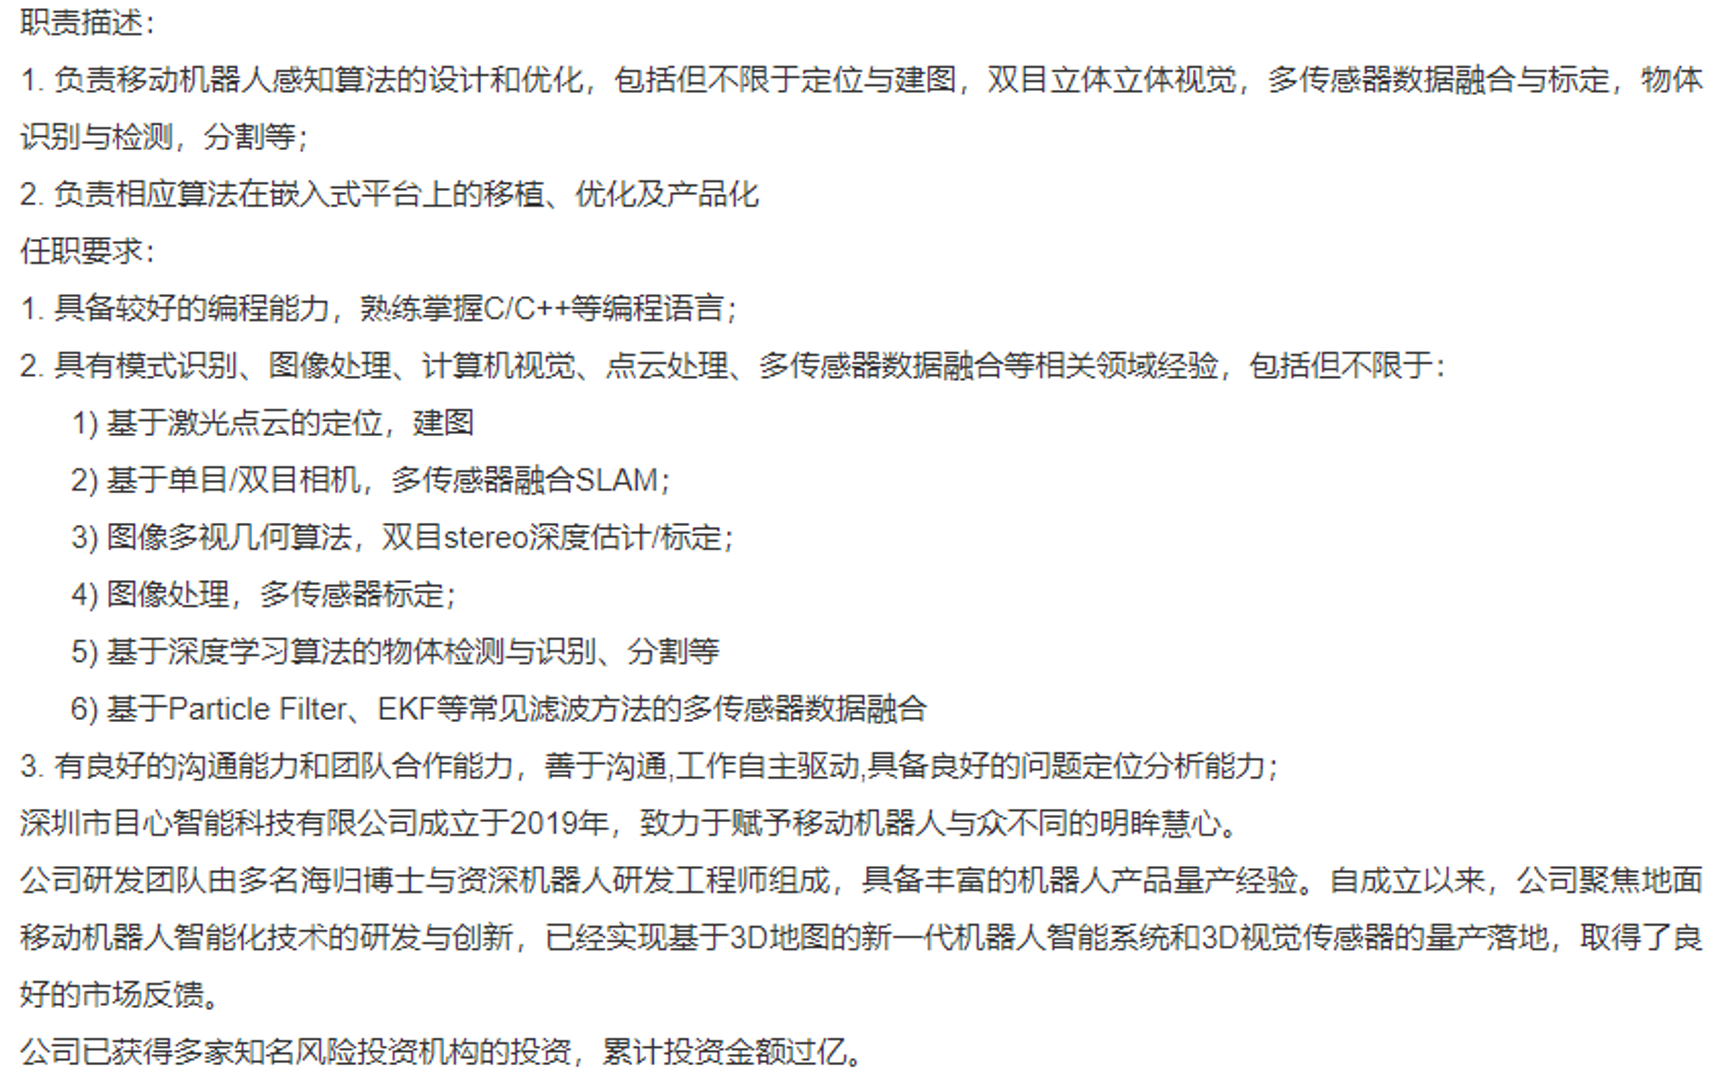 职责描述：
1. 负责移动机器人感知算法的设计和优化，包括但不限于定位与建图，双目立体立体视觉，多传感器数据融合与标定，物体
识别与检测，分割等；
2. 负责相应算法在嵌入式平台上的移植、优化及产品化
任职要求：
1. 具备较好的编程能力，熟练掌握C/C++等编程语言；
2. 具有模式识别、图像处理、计算机视觉、点云处理、多传感器数据融合等相关领域经验，包括但不限于：
1) 基于激光点云的定位，建图
2) 基于单目/双目相机，多传感器融合SLAM；
3) 图像多视几何算法，双目stereo深度估计/标定；
4) 图像处理，多传感器标定；
5) 基于深度学习算法的物体检测与识别、分割等
6) 基于Particle Filter、EKF等常见滤波方法的多传感器数据融合
3. 有良好的沟通能力和团队合作能力，善于沟通,工作自主驱动,具备良好的问题定位分析能力；
深圳市目心智能科技有限公司成立于2019年，致力于赋予移动机器人与众不同的明眸慧心。
公司研发团队由多名海归博士与资深机器人研发工程师组成，具备丰富的机器人产品量产经验。自成立以来，公司聚焦地面
移动机器人智能化技术的研发与创新，已经实现基于3D地图的新一代机器人智能系统和3D视觉传感器的量产落地，取得了良
好的市场反馈。
公司已获得多家知名风险投资机构的投资，累计投资金额过亿。